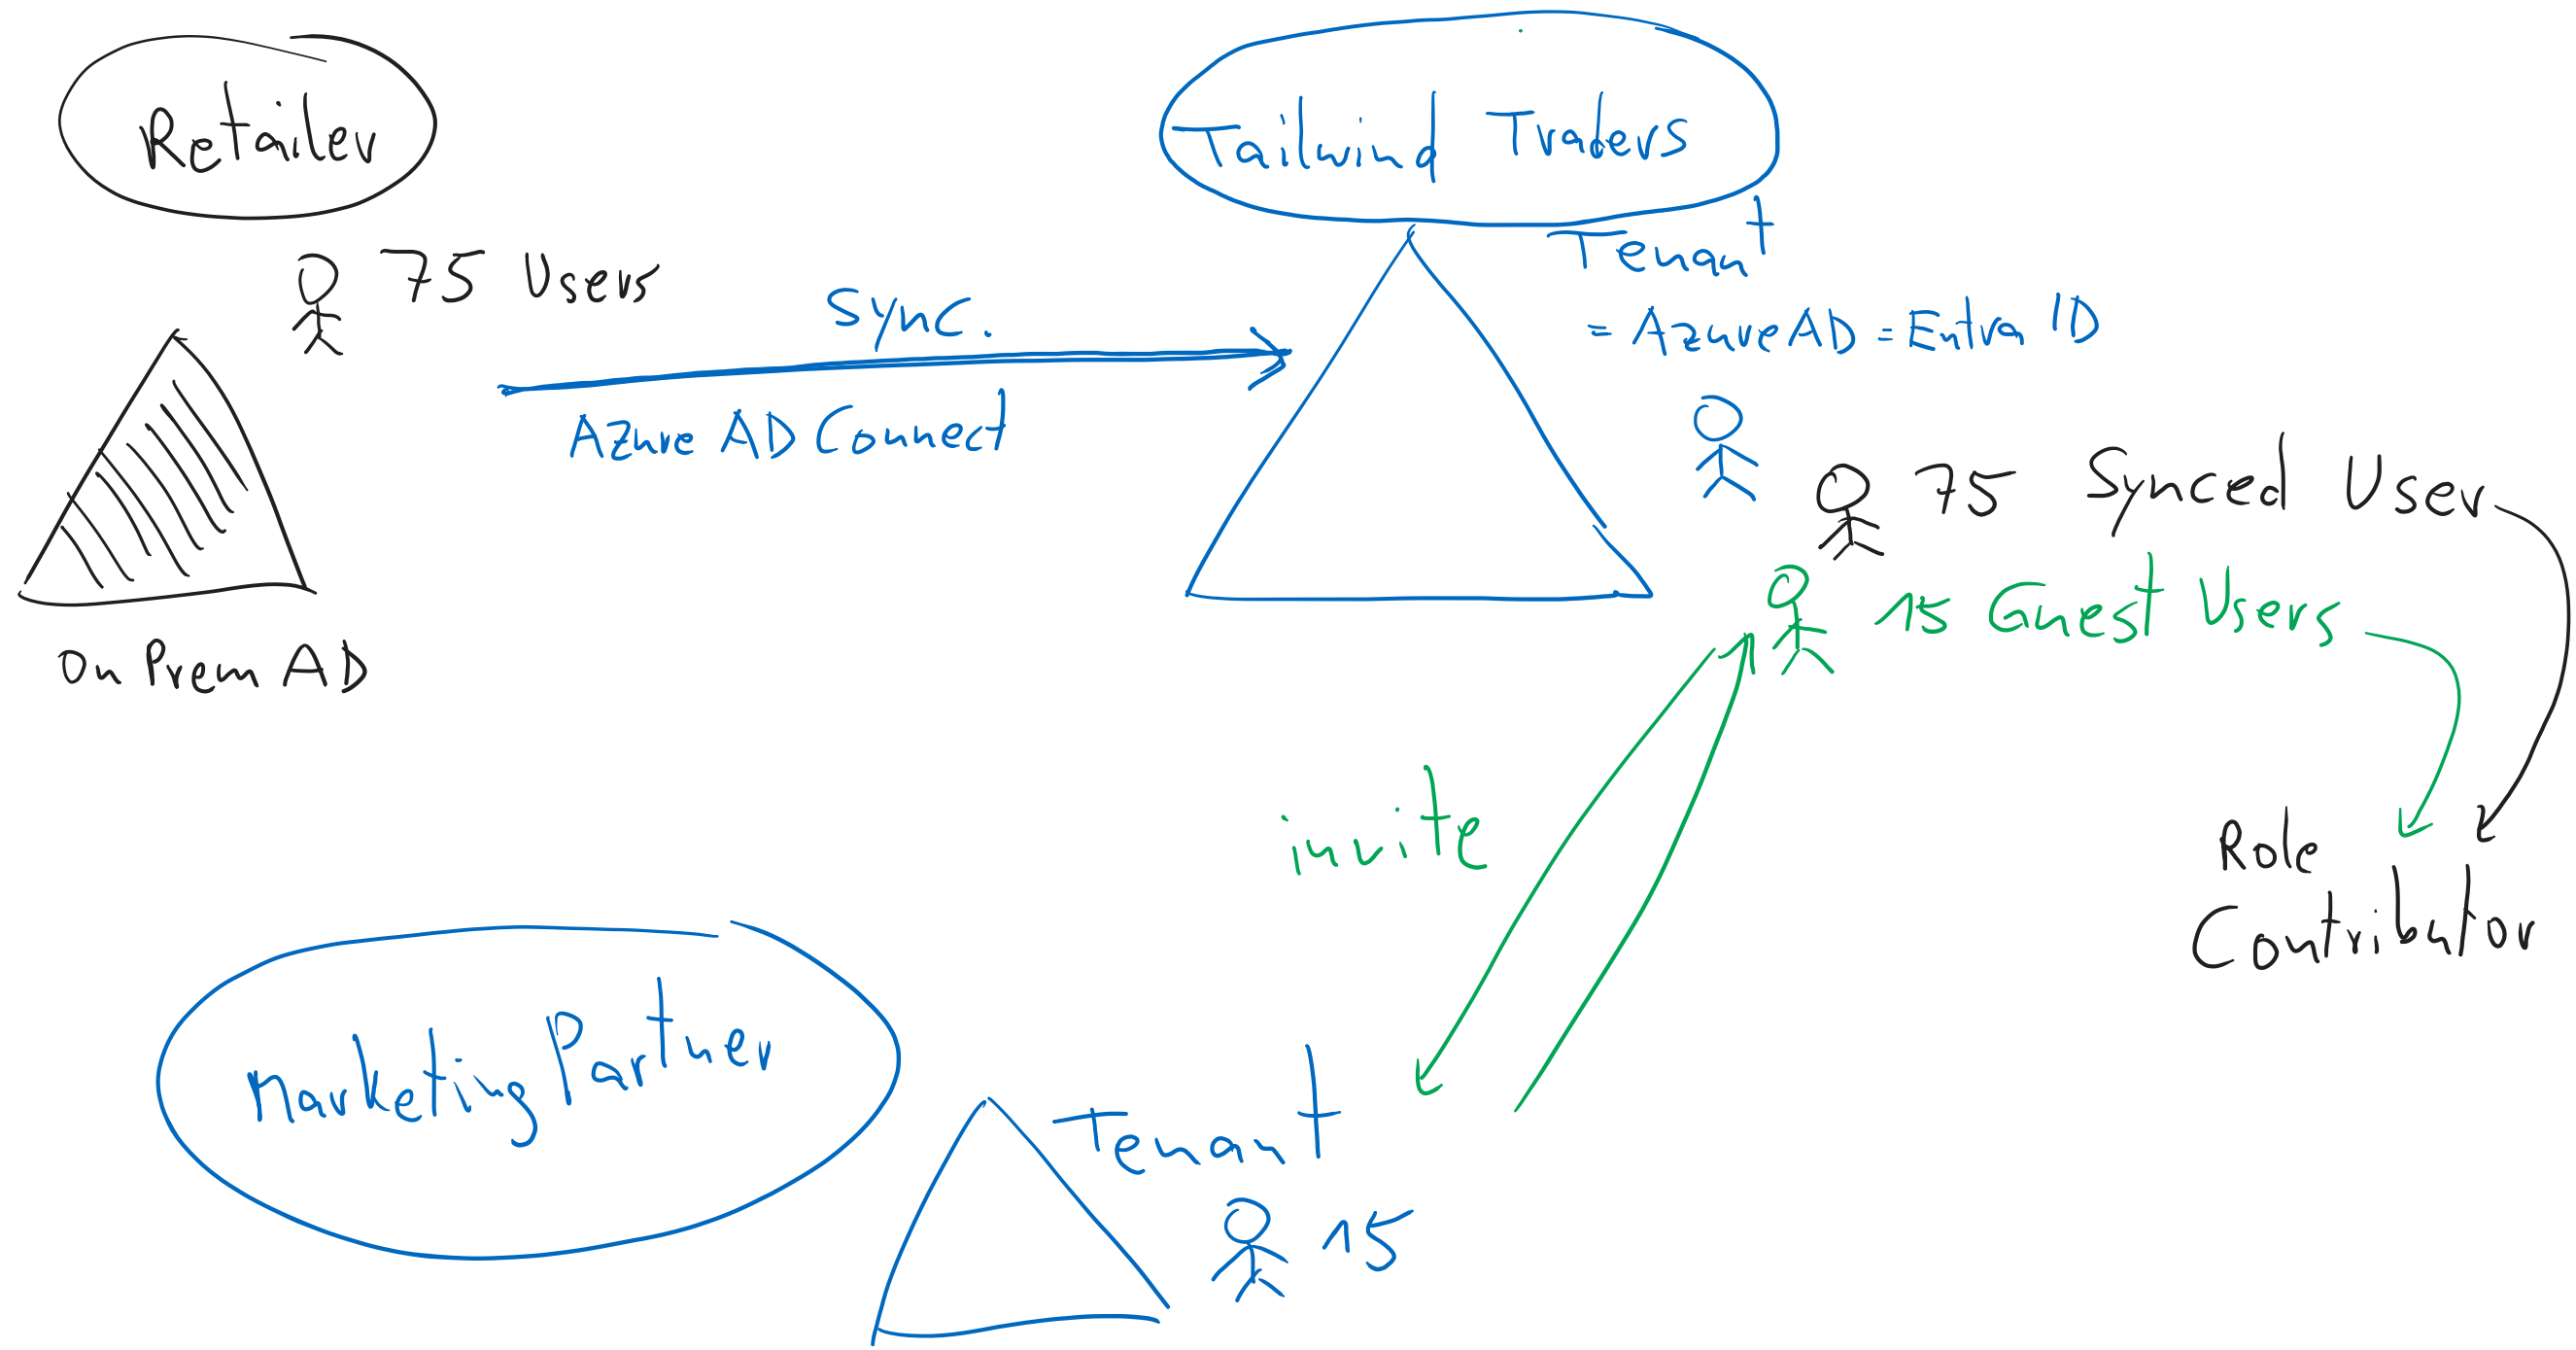 Retailer
Tailwind Traders
75 Users
Tenant
= Azure AD = Entra ID
Sync.
Azure AD Connect
75 Synced User
15 Guest Users
On Prem AD
invite
Role
Contributor
Marketing Partner
Tenant
15